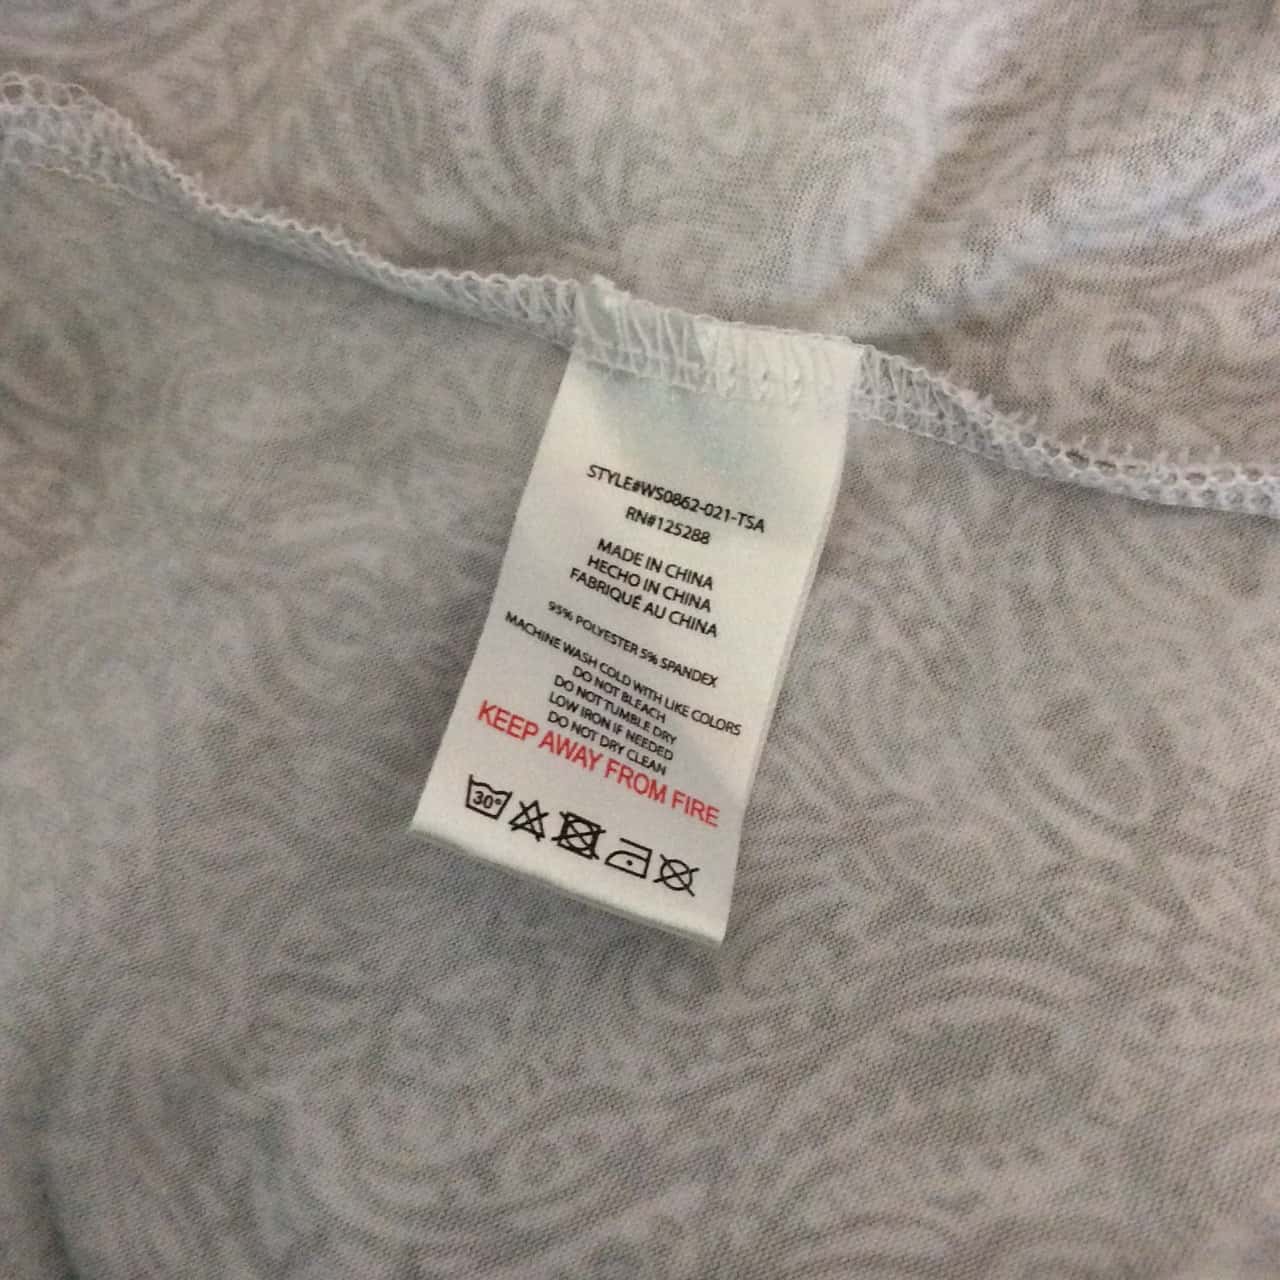 STYLE#WS0862-021-TSA
RN#125288
MADE IN CHINA
HECHO IN CHINA
FABRIQUÉ AU CHINA
95% POLYESTER 5% SPANDEX
MACHINE WASH COLD WITH LIKE COLORS
DO NOT BLEACH
DO NOT TUMBLE DRY
LOW IRON IF NEEDED
DO NOT DRY CLEAN
KEEP AWAY FROM FIRE
30°